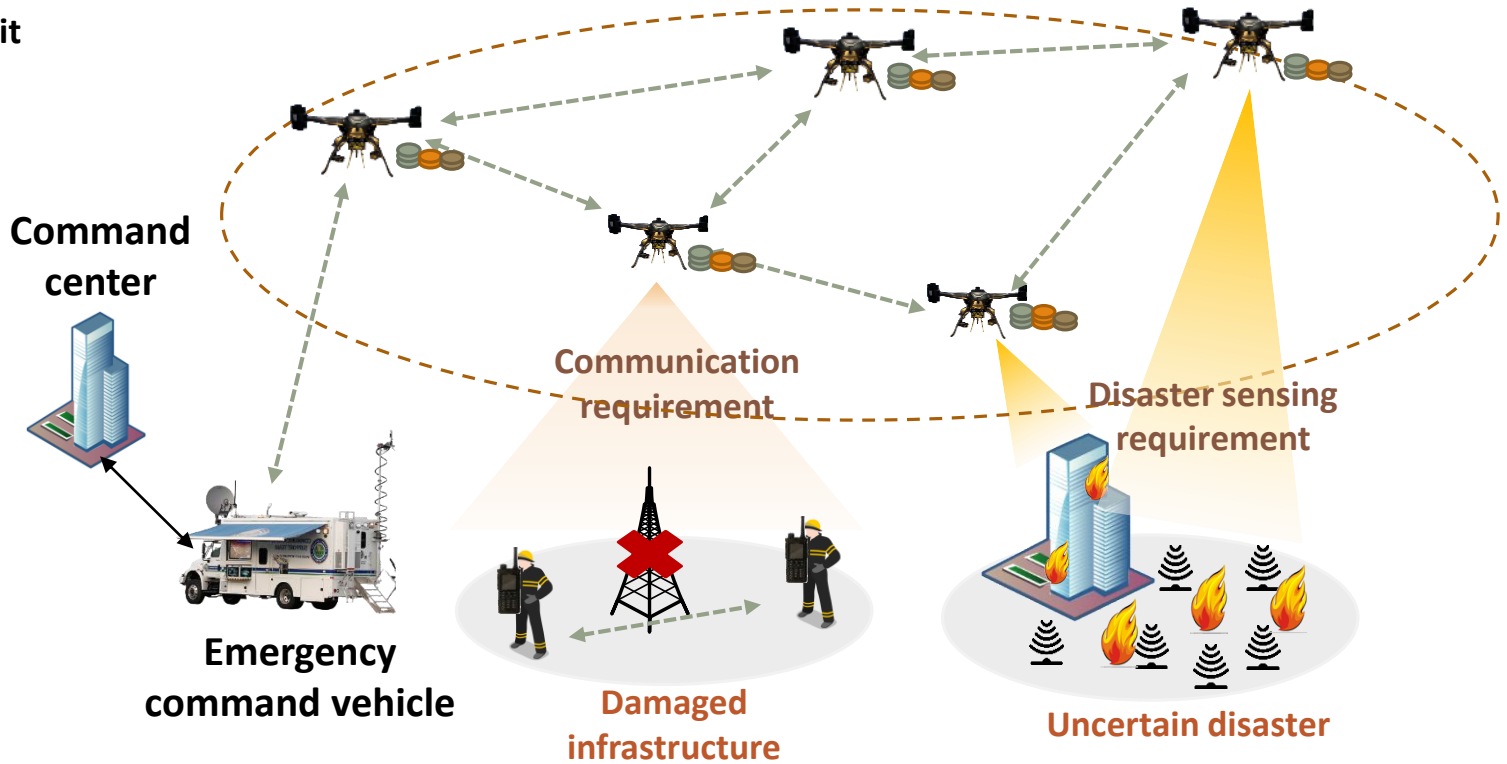 it
Command
center
Communication
requirement
Disaster sensing
requirement
Emergency
command vehicle
Damaged
infrastructure
Uncertain disaster